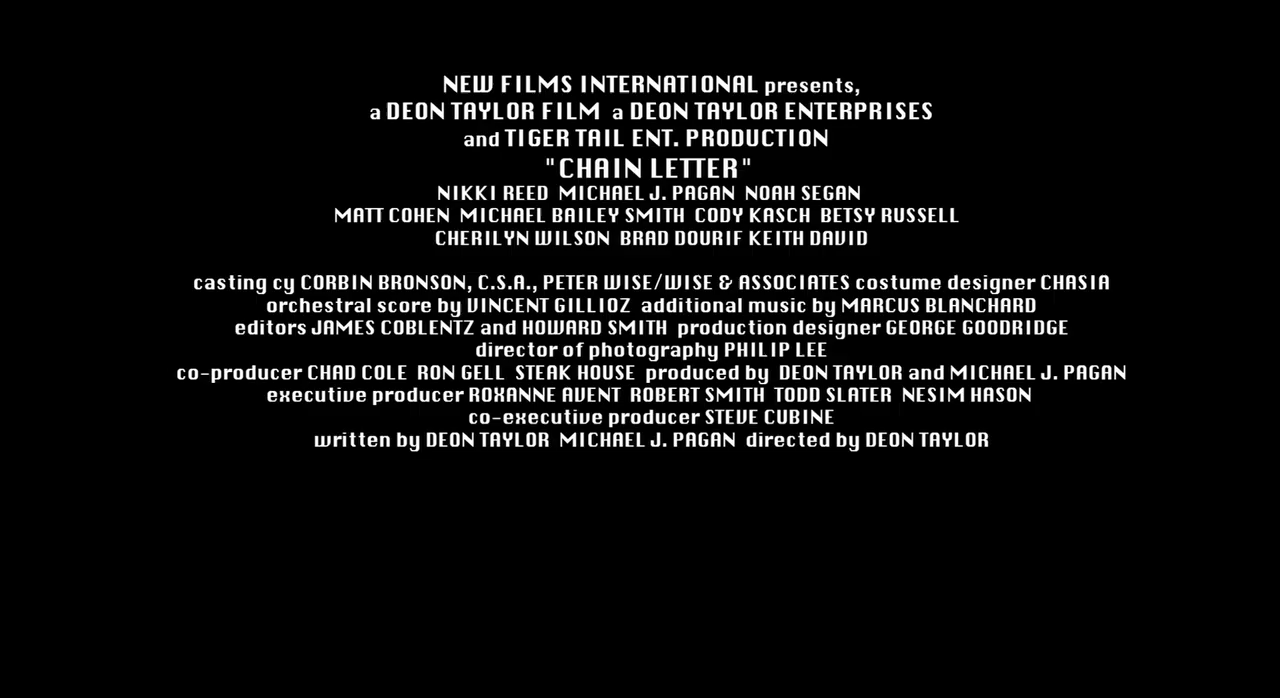 NEW FILMS INTERNATIONAL presents,
a DEON TAYLOR FILM a DEON TAYLOR ENTERPRISES
and TIGER TAIL ENT. PRODUCTION
"CHAIN LETTER"
NIKKI REED MICHAEL J. PAGAN NOAH SEGAN
MATT COHEN MICHAEL BAILEY SMITH CODY KASCH BETSY RUSSELL
CHERILYN WILSON BRAD DOURIF KEITH DAVID
casting cy CORBIN BRONSON, C.S.A., PETER WISE/WISE & ASSOCIATES costume designer CHASIA
orchestral score by VINCENT GILLIOZ additional music by MARCUS BLANCHARD
editors JAMES COBLENTZ and HOWARD SMITH production designer GEORGE GOODRIDGE
director of photography PHILIP LEE
co-producer CHAD COLE RON GELL STEAK HOUSE produced by DEON TAYLOR and MICHAEL J. PAGAN
executive producer ROXANNE AVENT ROBERT SMITH TODD SLATER NESIM HASON
co-executive producer STEVE CUBINE
written by DEON TAYLOR MICHAEL J. PAGAN directed by DEON TAYLOR